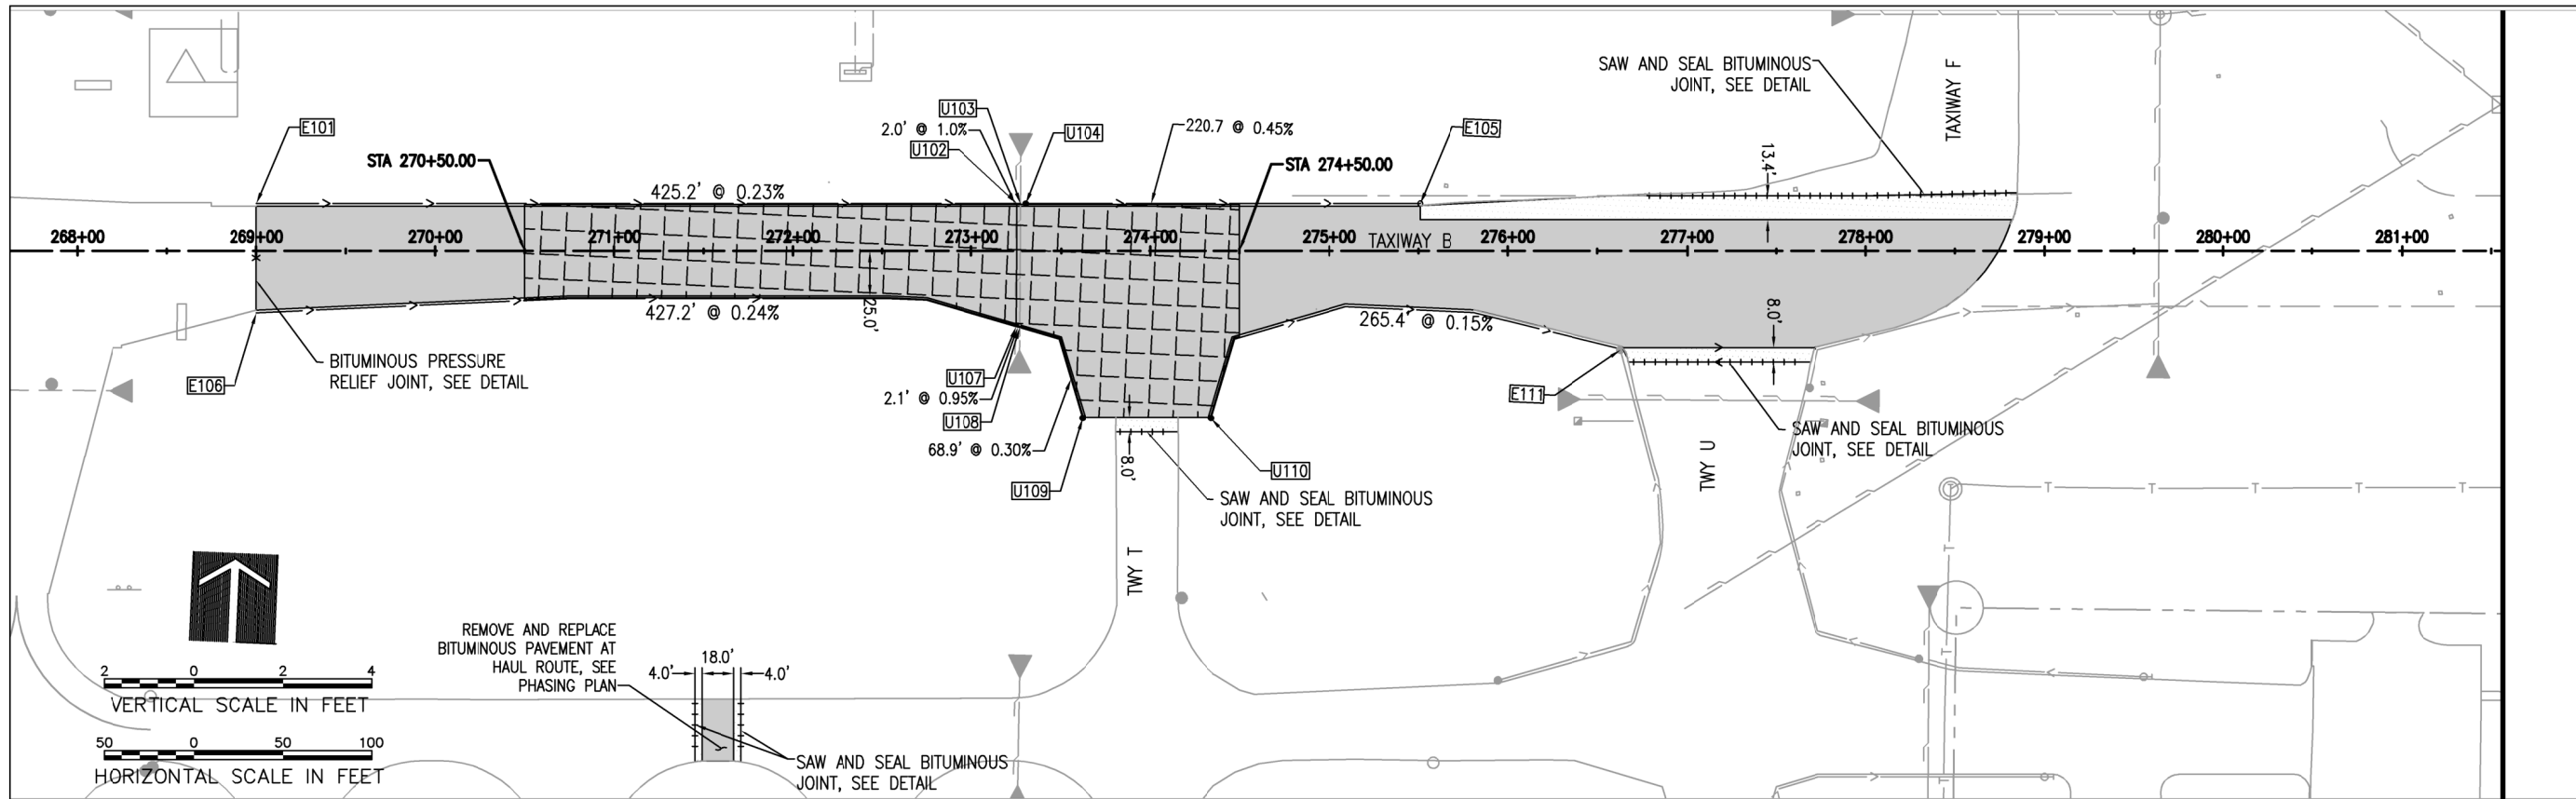 SAW AND SEAL BITUMINOUS
JOINT, SEE DETAIL
TAXIWAY F
E101
U103
2.0' @ 1.0%
U102
U104
220.7 @ 0.45%
E105
STA 270+50.00
STA 274+50.00
13.4'
425.2' @ 0.23%
268+00
269+00
270+00
271+00
272+00
273+00
274+00
275+00
TAXIWAY B
276+00
277+00
278+00
279+00
280+00
281+00
427.2' @ 0.24%
25.0'
265.4' @ 0.15%
8.0'
BITUMINOUS PRESSURE
RELIEF JOINT, SEE DETAIL
E106
U107
2.1' @ 0.95%
U108
68.9' @ 0.30%
U109
8.0'
U110
SAW AND SEAL BITUMINOUS
JOINT, SEE DETAIL
E111
SAW AND SEAL BITUMINOUS
JOINT, SEE DETAIL
TWY U
TWY T
T
T
T
T
T
T
T
T
T
REMOVE AND REPLACE
BITUMINOUS PAVEMENT AT
HAUL ROUTE, SEE
PHASING PLAN
4.0'
18.0'
4.0'
SAW AND SEAL BITUMINOUS
JOINT, SEE DETAIL
2 0 2 4
VERTICAL SCALE IN FEET
50 0 50 100
HORIZONTAL SCALE IN FEET